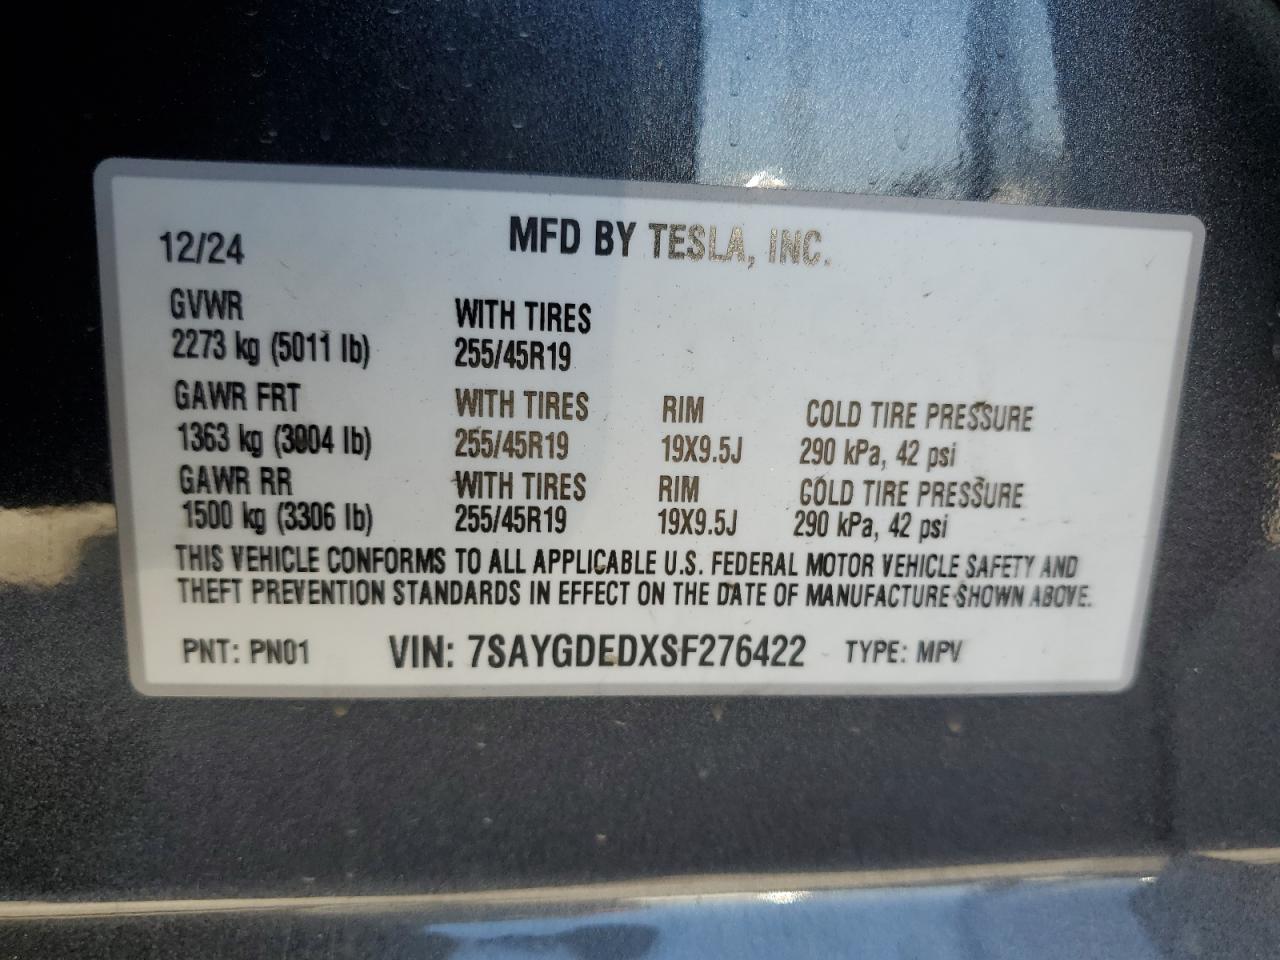 12/24 MFD BY TESLA, INC.
GVWR WITH TIRES
2273 kg (5011 lb) 255/45R19
GAWR FRT WITH TIRES RIM COLD TIRE PRESSURE
1363 kg (3004 lb) 255/45R19 19X9.5J 290 kPa, 42 psi
GAWR RR WITH TIRES RIM COLD TIRE PRESSURE
1500 kg (3306 lb) 255/45R19 19X9.5J 290 kPa, 42 psi
THIS VEHICLE CONFORMS TO ALL APPLICABLE U.S. FEDERAL MOTOR VEHICLE SAFETY AND
THEFT PREVENTION STANDARDS IN EFFECT ON THE DATE OF MANUFACTURE SHOWN ABOVE.
PNT: PN01 VIN: 7SAYGDEDXSF276422 TYPE: MPV